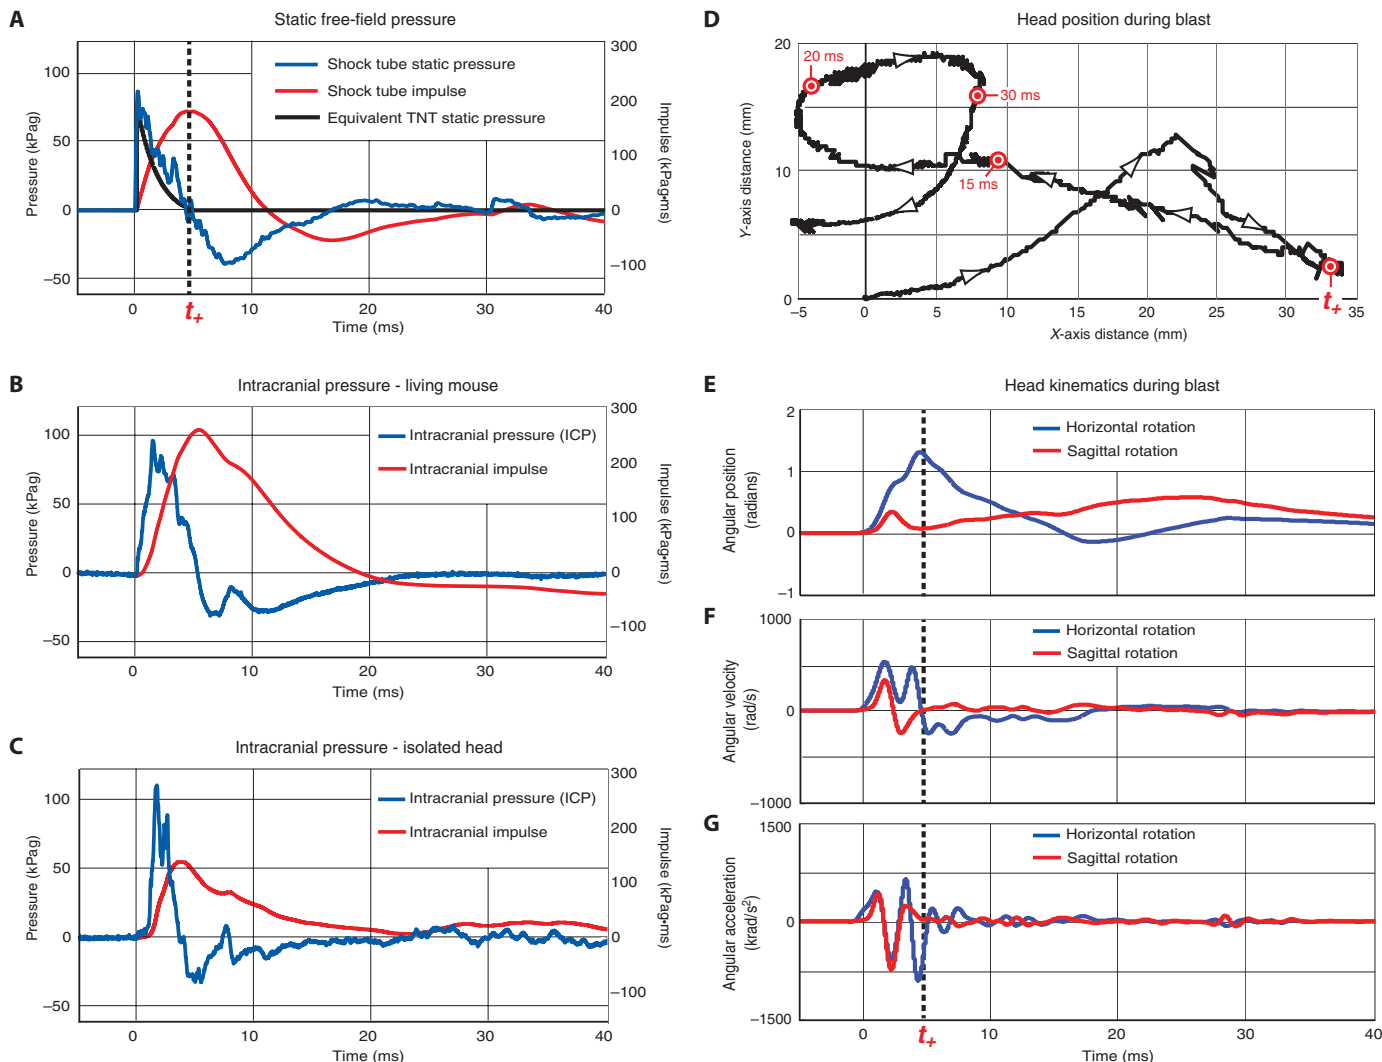 A
Static free-field pressure
Pressure (kPag)
100
50
0
–50
300
200
100
0
–100
Impulse (kPag•ms)
Shock tube static pressure
Shock tube impulse
Equivalent TNT static pressure
0
10
20
30
40
t+
Time (ms)
B
Intracranial pressure - living mouse
Pressure (kPag)
100
50
0
–50
300
200
100
0
–100
Impulse (kPag•ms)
Intracranial pressure (ICP)
Intracranial impulse
0
10
20
30
40
Time (ms)
C
Intracranial pressure - isolated head
Pressure (kPag)
100
50
0
–50
300
200
100
0
–100
Impulse (kPag•ms)
Intracranial pressure (ICP)
Intracranial impulse
0
10
20
30
40
Time (ms)
D
Head position during blast
Y-axis distance (mm)
20
10
0
20 ms
30 ms
15 ms
t+
–5
0
5
10
15
20
25
30
35
X-axis distance (mm)
E
Head kinematics during blast
Angular position
(radians)
2
1
0
–1
Horizontal rotation
Sagittal rotation
F
Angular velocity
(rad/s)
1000
0
–1000
Horizontal rotation
Sagittal rotation
G
Angular acceleration
(krad/s²)
1500
0
–1500
Horizontal rotation
Sagittal rotation
0
10
20
30
40
t+
Time (ms)